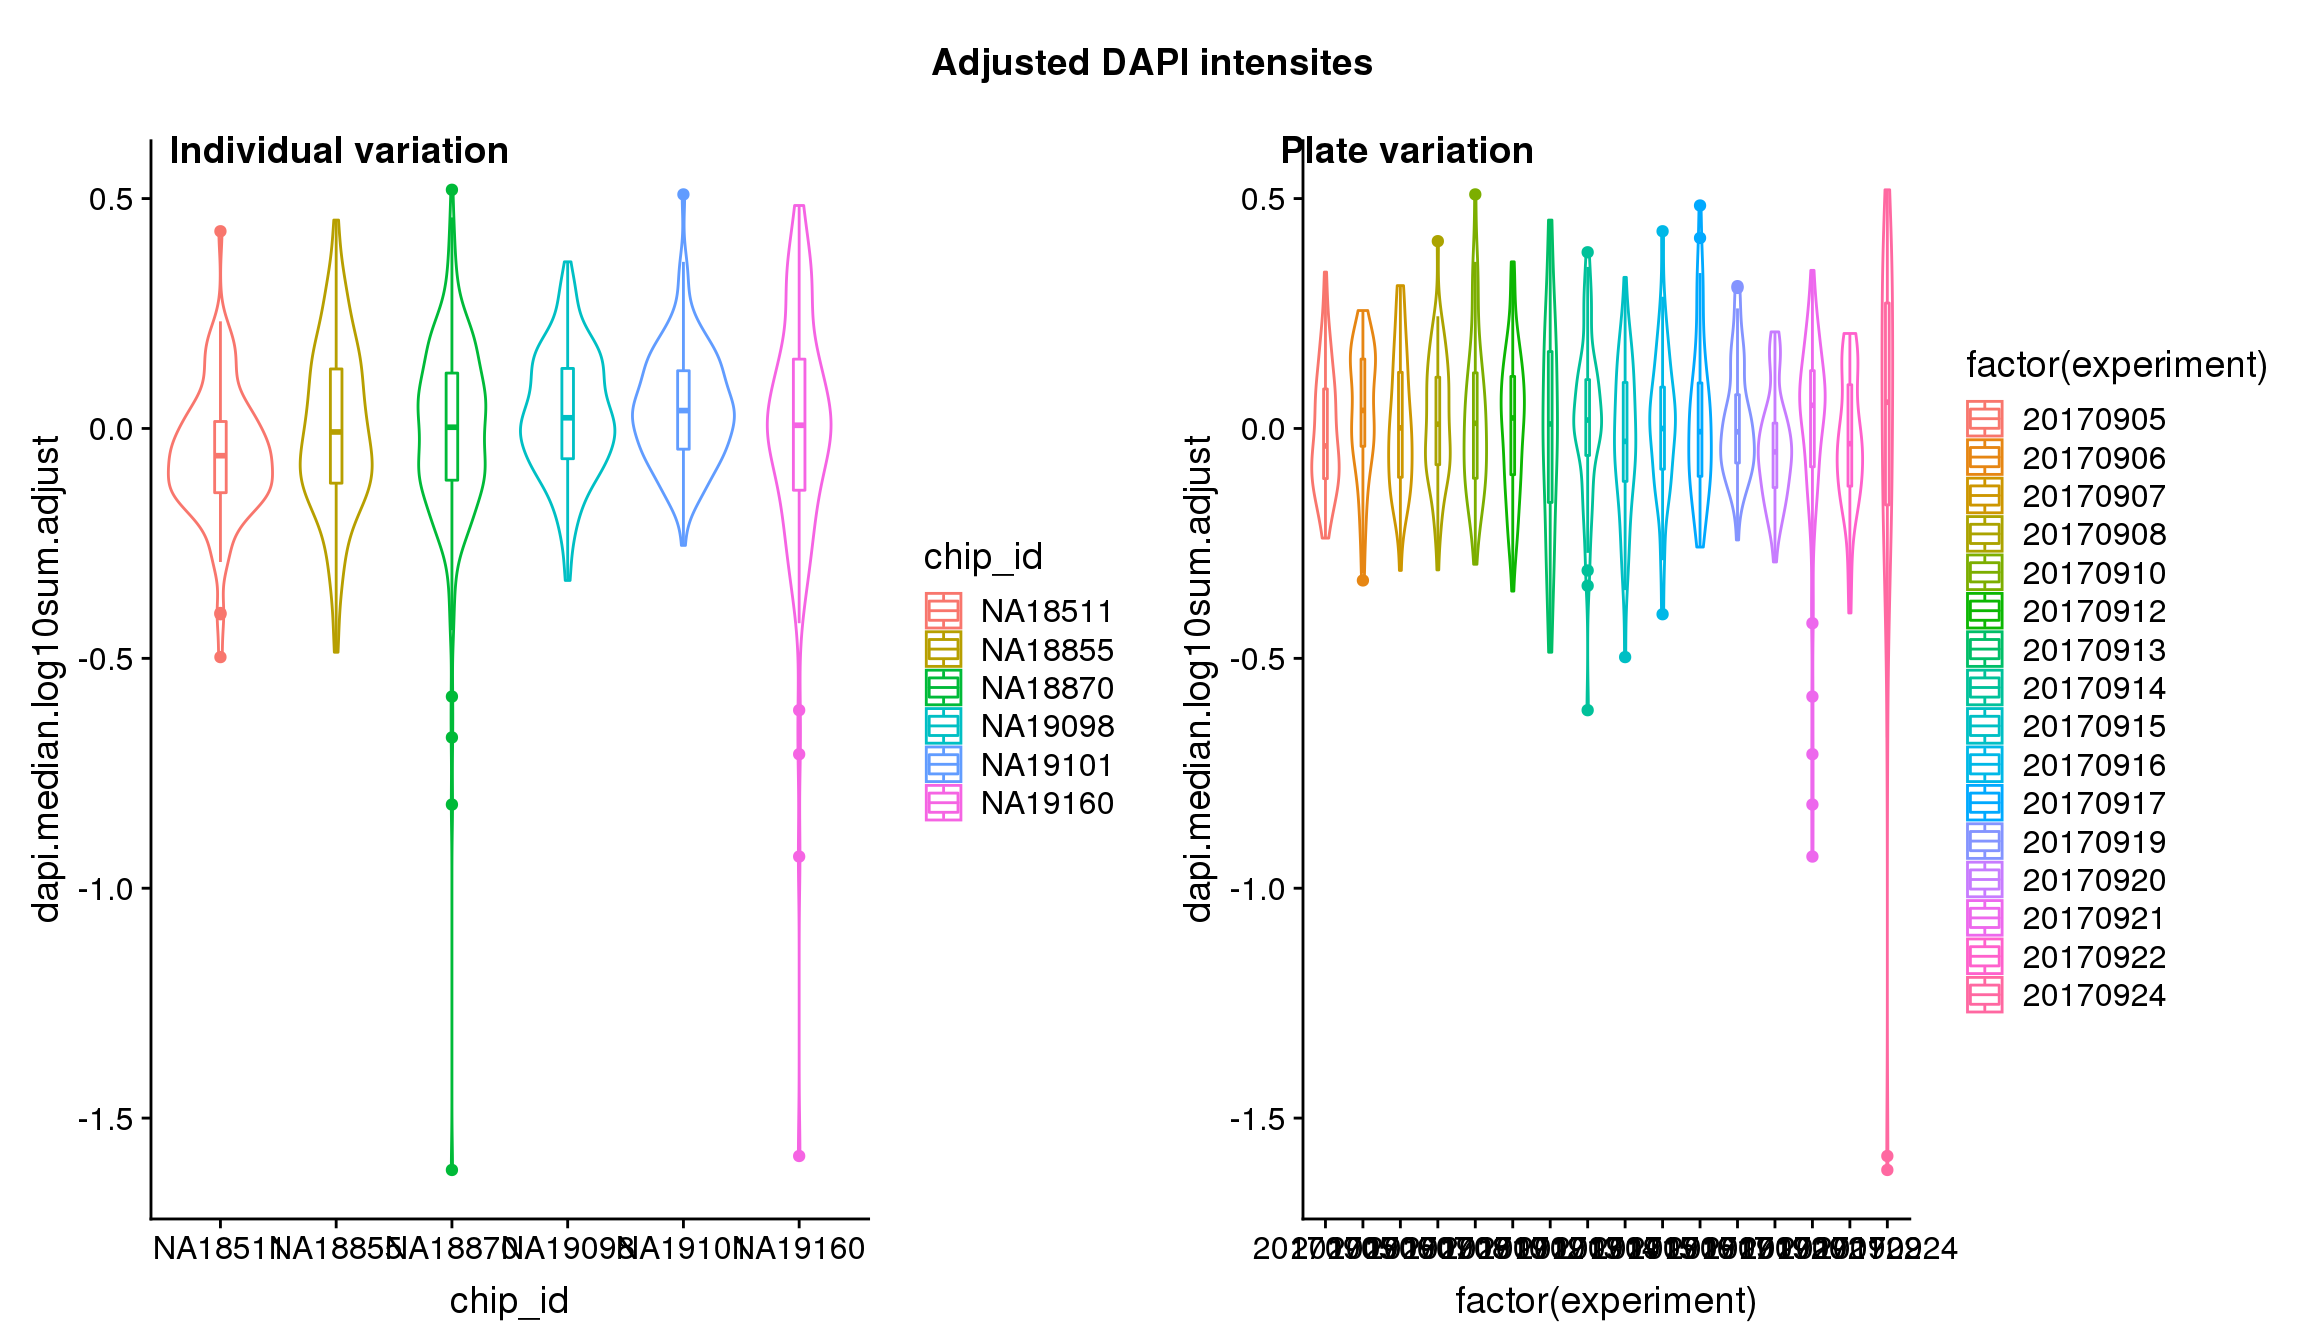 Adjusted DAPI intensites
Individual variation
0.5
0.0
-0.5
-1.0
-1.5
dapi.median.log10sum.adjust
NA18511
NA18855
NA18870
NA19098
NA19101
NA19160
chip_id
chip_id
NA18511
NA18855
NA18870
NA19098
NA19101
NA19160
Plate variation
0.5
0.0
-0.5
-1.0
-1.5
dapi.median.log10sum.adjust
factor(experiment)
factor(experiment)
20170905
20170906
20170907
20170908
20170910
20170912
20170913
20170914
20170915
20170916
20170917
20170919
20170920
20170921
20170922
20170924